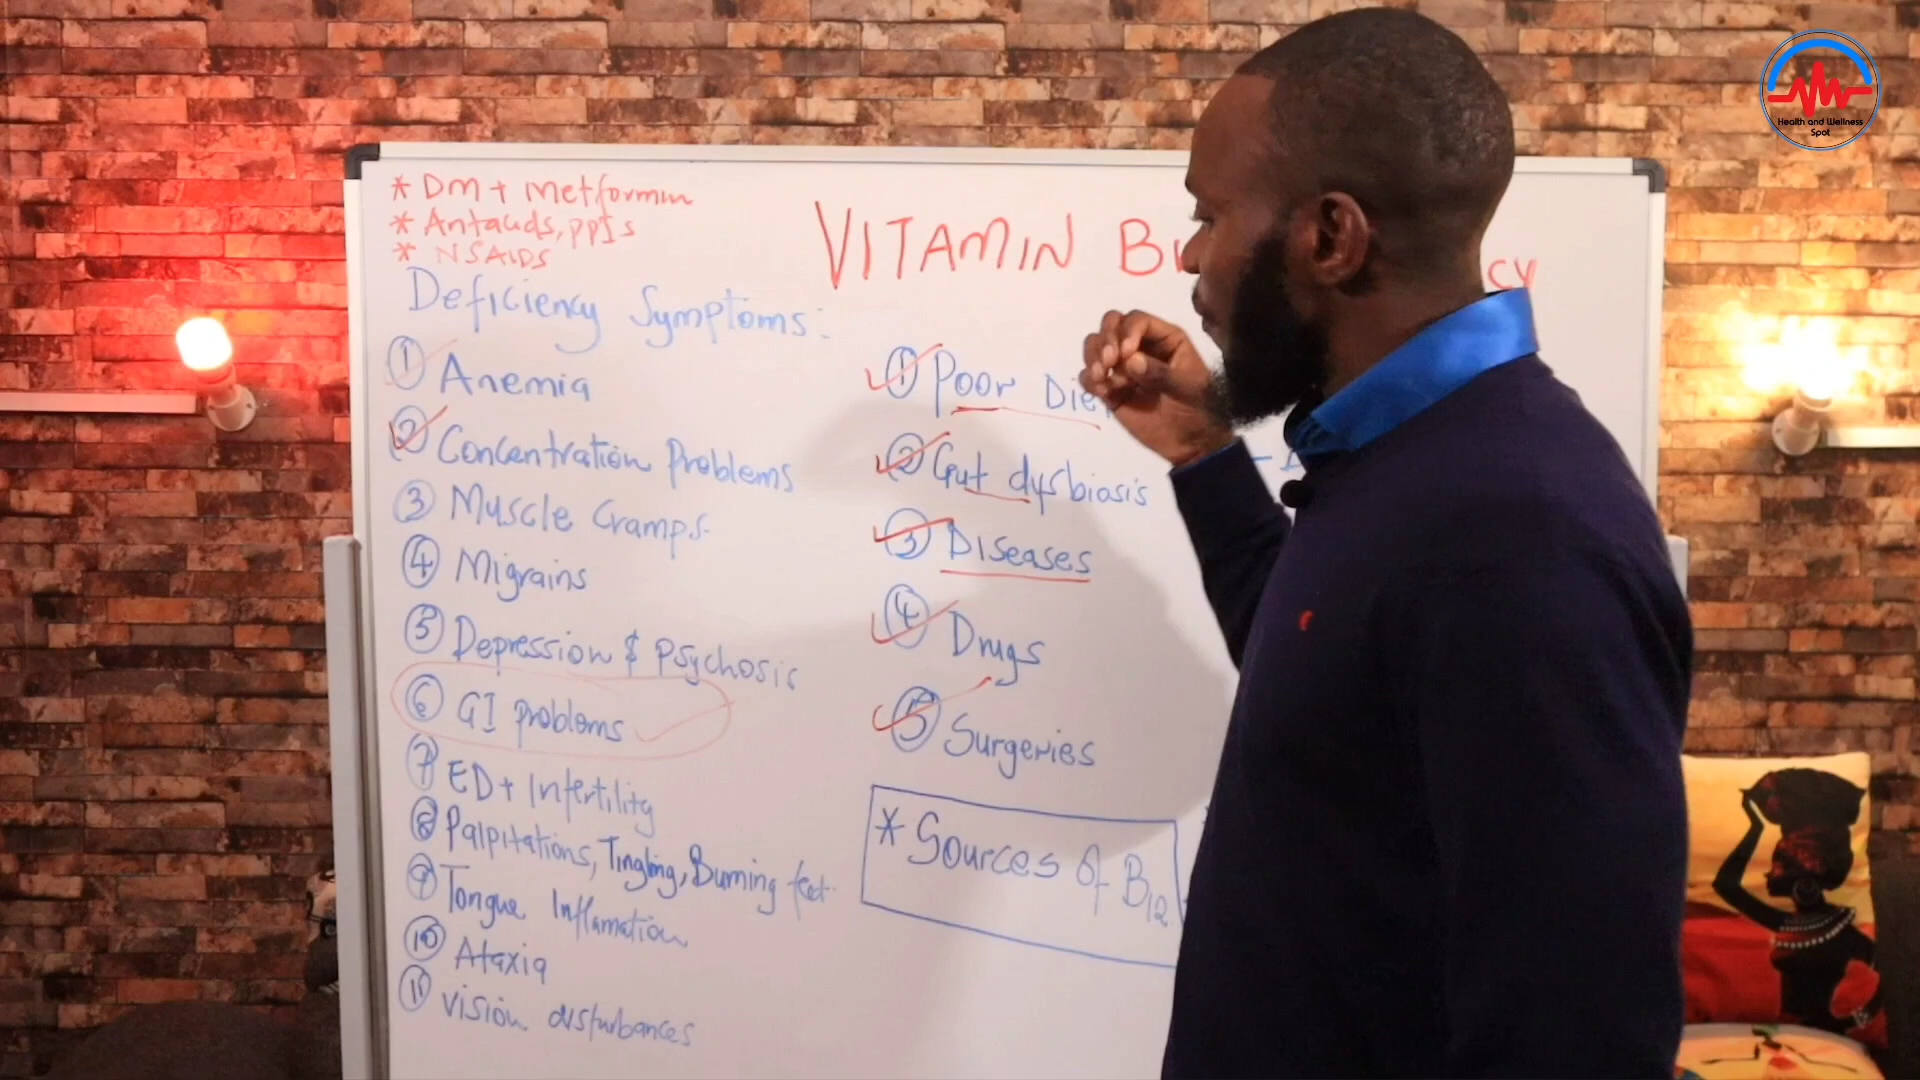 * DM + Metformin
* Antacids, PPIs
* NSAIDS
VITAMIN B
cy
Deficiency Symptoms:
① Anemia
② Concentration Problems
③ Muscle Cramps.
④ Migrains
⑤ Depression & Psychosis
⑥ GI problems
⑦ ED + Infertility
⑧ Palpitations, Tingling, Burning feet.
⑨ Tongue Inflamation
⑩ Ataxia
⑪ Vision disturbances
① Poor Diet
② Gut dysbiosis
③ Diseases
④ Drugs
⑤ Surgeries
* Sources of B12
Health and Wellness
Spot